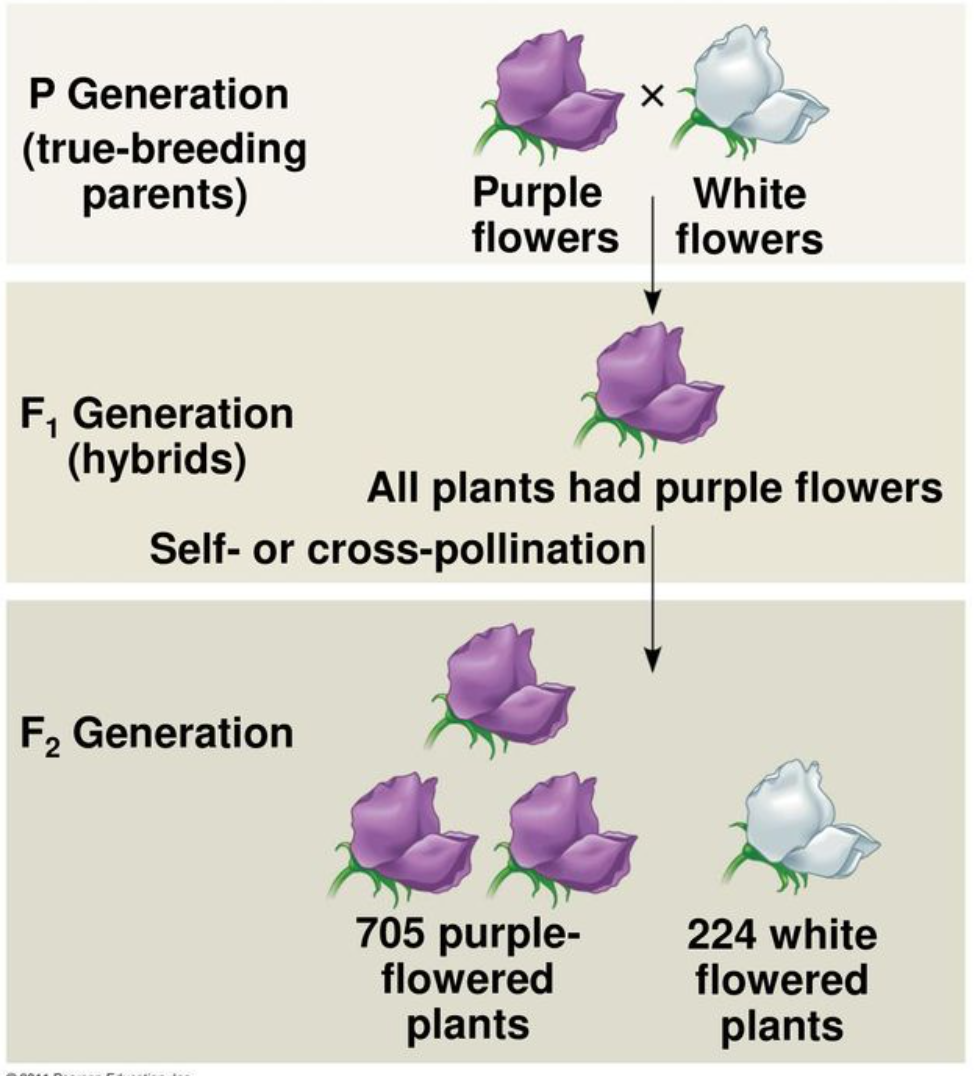 P Generation
(true-breeding
parents)
×
Purple
flowers
White
flowers
F₁ Generation
(hybrids)
All plants had purple flowers
Self- or cross-pollination
F₂ Generation
705 purple-
flowered
plants
224 white
flowered
plants